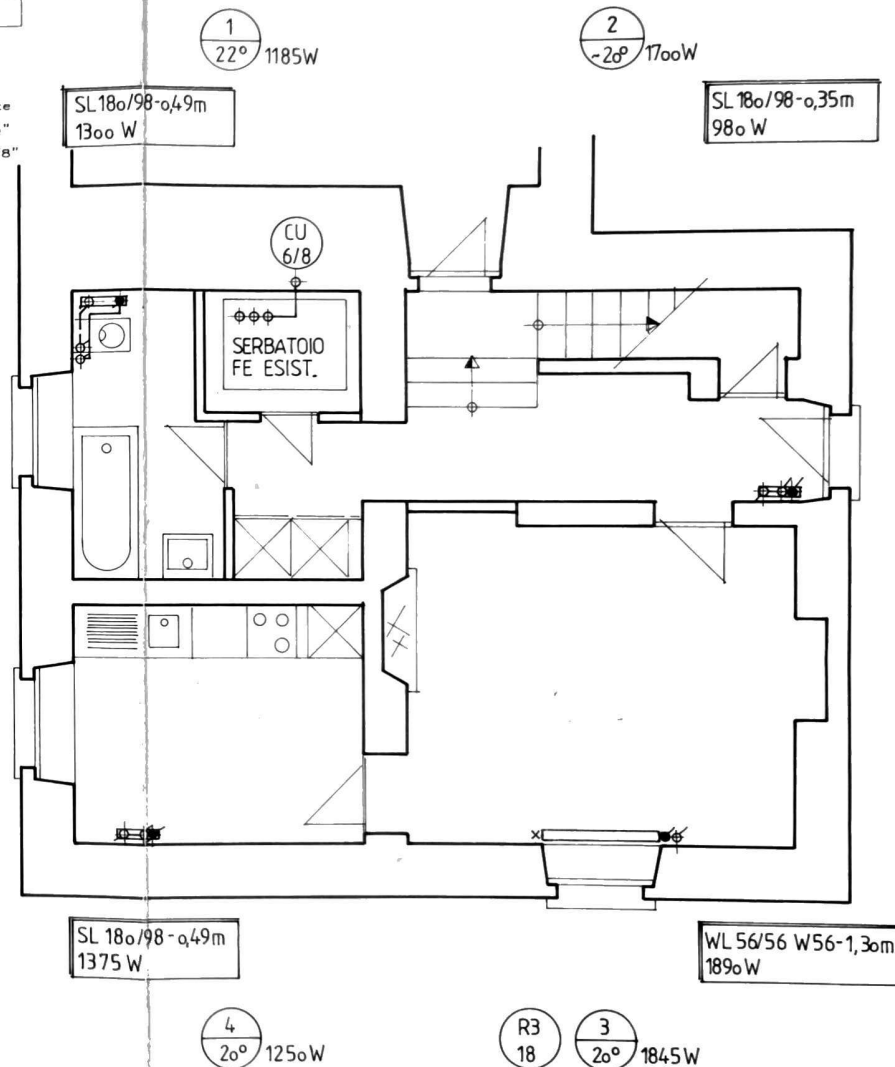 1
22° 1185W
2
~20° 1700W
SL 180/98-0,49m
1300 W
SL 180/98-0,35m
980 W
8"
CU
6/8
SERBATOIO
FE ESIST.
SL 180/98-0,49m
1375 W
WL 56/56 W56-1,30m
1890 W
4
20° 1250W
R3
18
3
20° 1845W